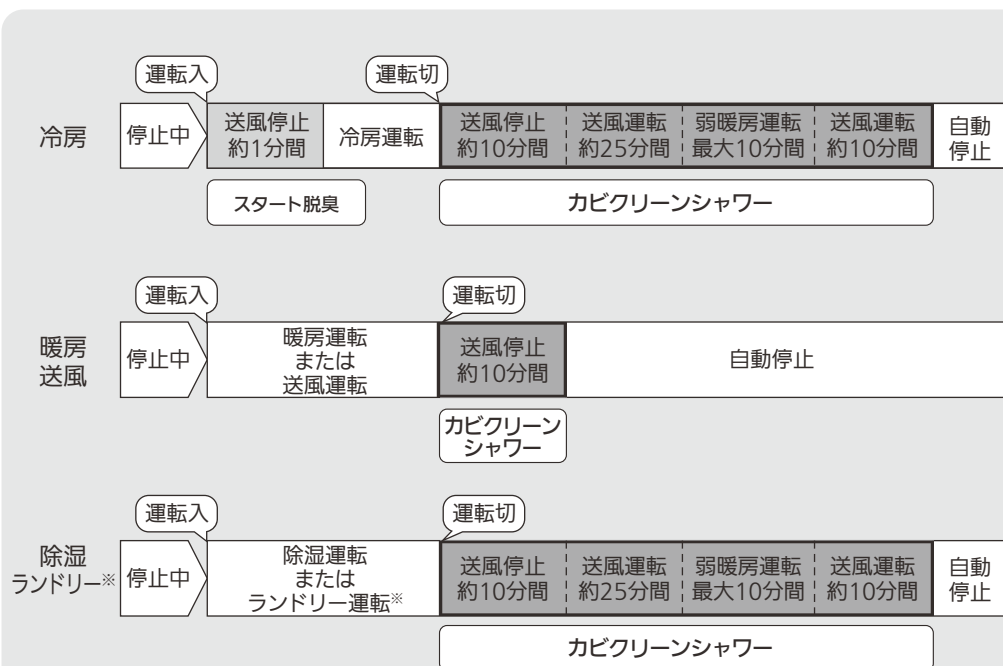 運転入
運転切
冷房
停止中
送風停止
約1分間
冷房運転
送風停止
約10分間
送風運転
約25分間
弱暖房運転
最大10分間
送風運転
約10分間
自動
停止
スタート脱臭
カビクリーンシャワー
運転入
運転切
暖房
送風
停止中
暖房運転
または
送風運転
送風停止
約10分間
自動停止
カビクリーン
シャワー
運転入
運転切
除湿
ランドリー※
停止中
除湿運転
または
ランドリー運転※
送風停止
約10分間
送風運転
約25分間
弱暖房運転
最大10分間
送風運転
約10分間
自動
停止
カビクリーンシャワー